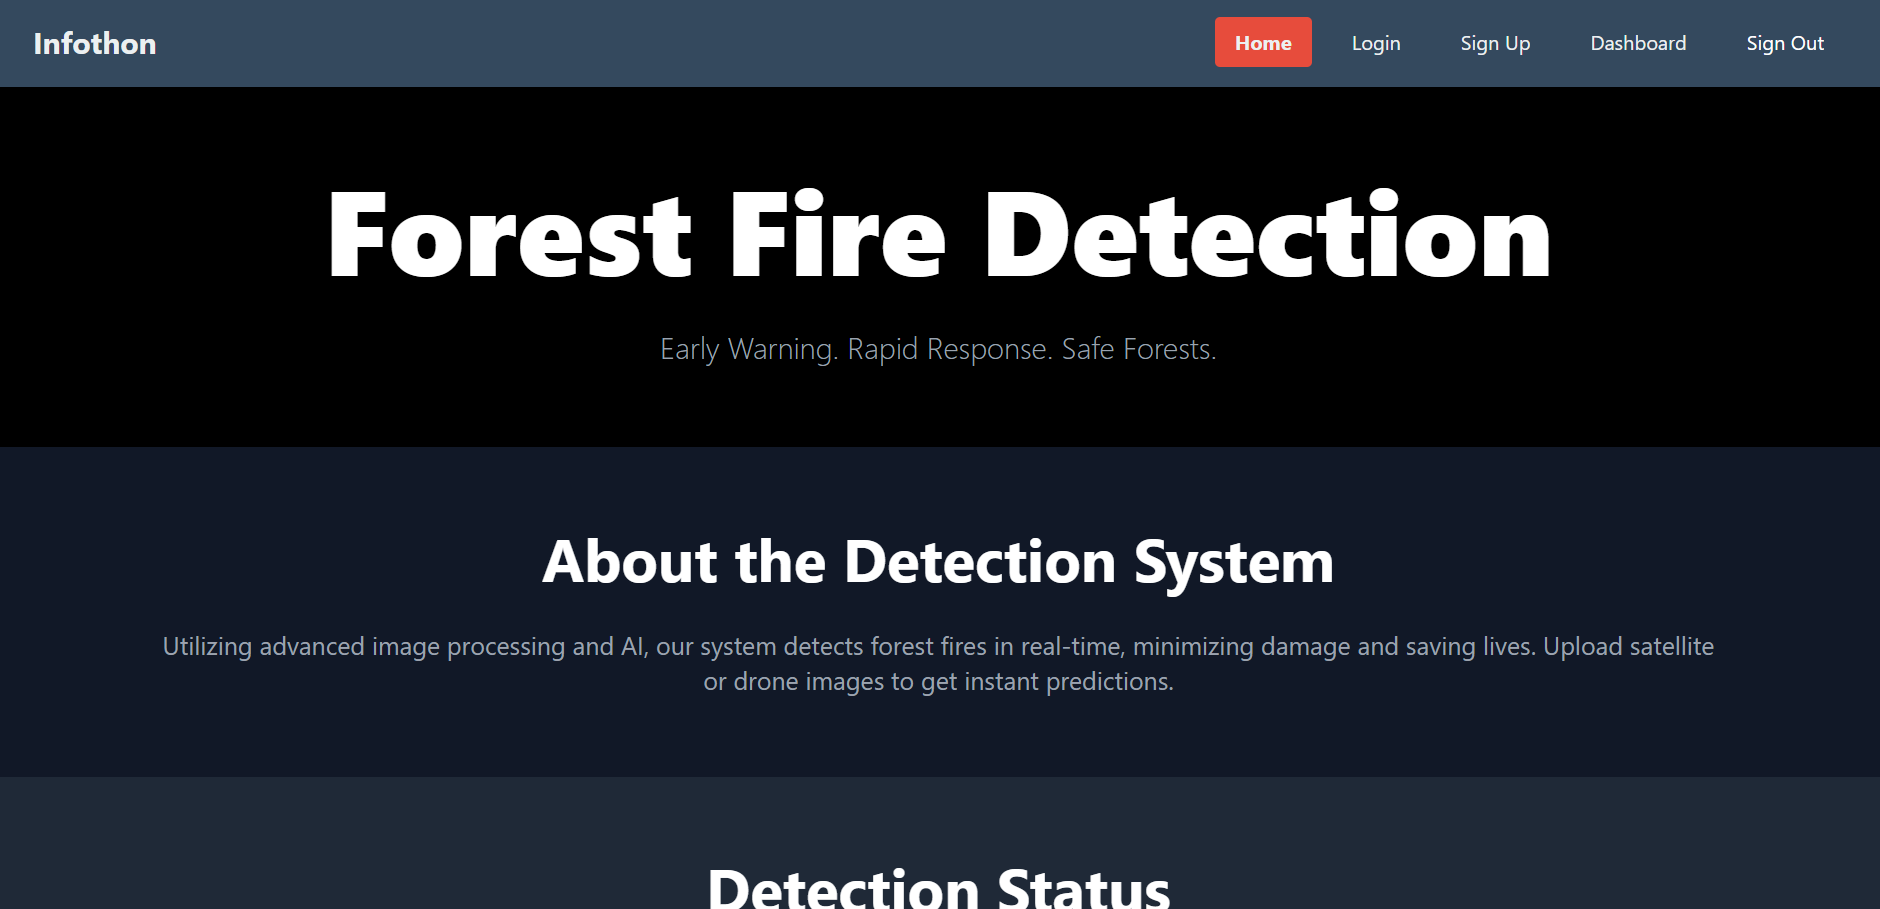 Infothon
Home
Login
Sign Up
Dashboard
Sign Out
Forest Fire Detection
Early Warning. Rapid Response. Safe Forests.
About the Detection System
Utilizing advanced image processing and AI, our system detects forest fires in real-time, minimizing damage and saving lives. Upload satellite
or drone images to get instant predictions.
Detection Status